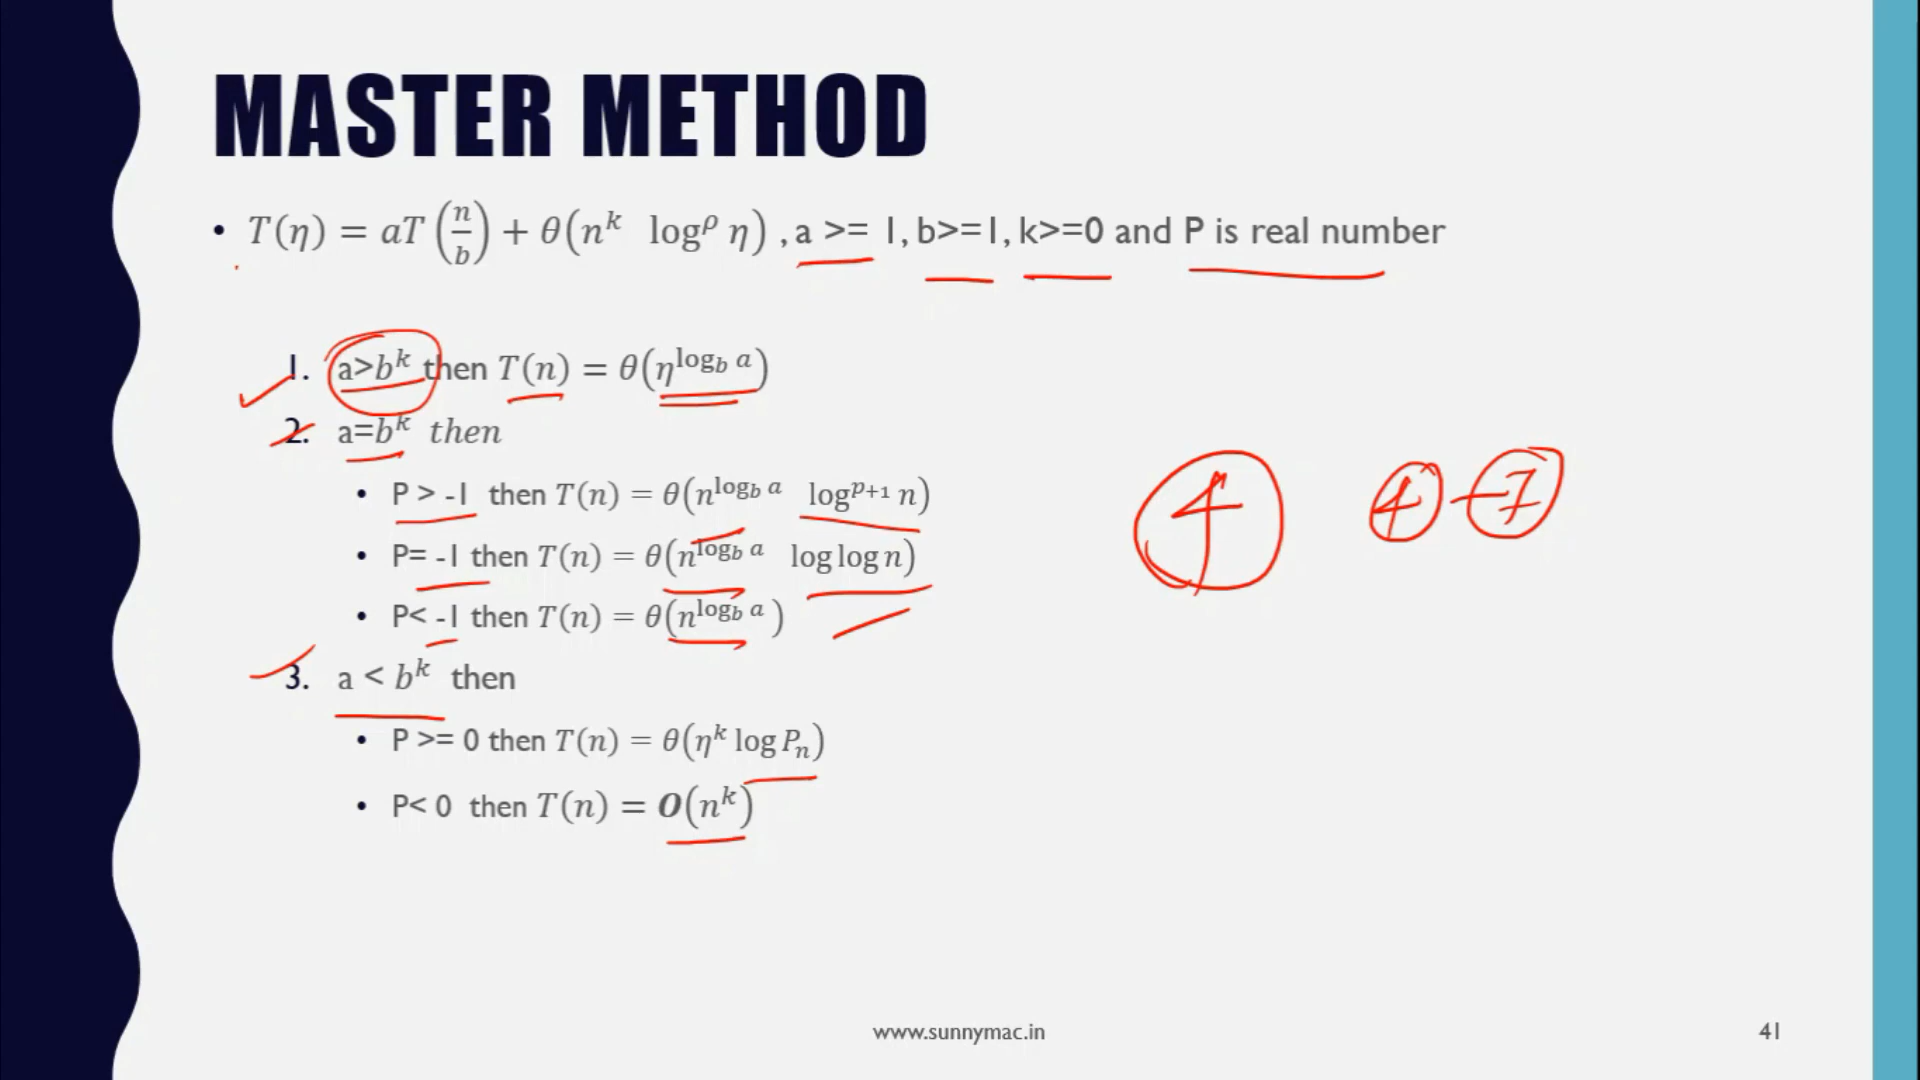 MASTER METHOD
• T(η) = aT(n/b) + θ(n^k log^ρ η) , a >= 1, b>=1, k>=0 and P is real number
1. a>b^k then T(n) = θ(η^(log_b a))
2. a=b^k then
• P > -1 then T(n) = θ(n^(log_b a) log^(p+1) n)
• P= -1 then T(n) = θ(n^(log_b a) log log n)
• P< -1 then T(n) = θ(n^(log_b a))
3. a < b^k then
• P >= 0 then T(n) = θ(η^k log P_n)
• P< 0 then T(n) = O(n^k)
4 4-7
www.sunnymac.in 41